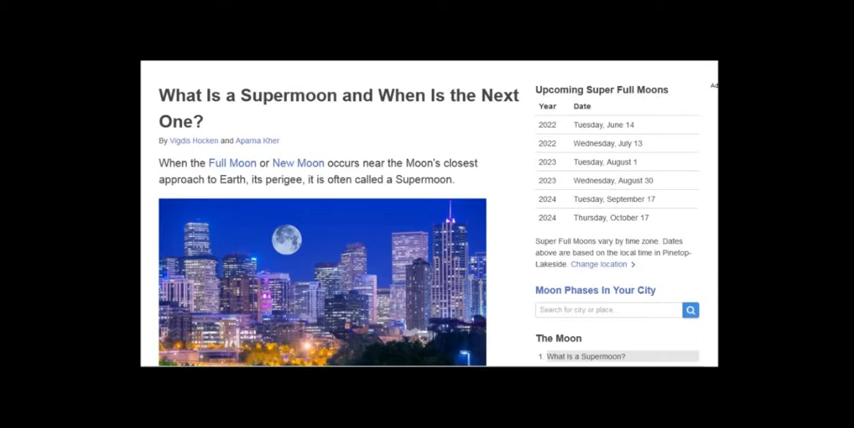 What Is a Supermoon and When Is the Next
One?
By Vigdis Hocken and Aparna Kher
When the Full Moon or New Moon occurs near the Moon's closest
approach to Earth, its perigee, it is often called a Supermoon.
Upcoming Super Full Moons
Year Date
2022 Tuesday, June 14
2022 Wednesday, July 13
2023 Tuesday, August 1
2023 Wednesday, August 30
2024 Tuesday, September 17
2024 Thursday, October 17
Super Full Moons vary by time zone. Dates
above are based on the local time in Pinetop-
Lakeside. Change location >
Moon Phases In Your City
Search for city or place...
The Moon
1. What Is a Supermoon?